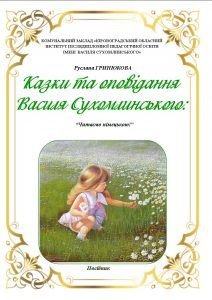 КОМУНАЛЬНИЙ ЗАКЛАД «КІРОВОГРАДСЬКИЙ ОБЛАСНИЙ
ІНСТИТУТ ПІСЛЯДИПЛОМНОЇ ПЕДАГОГІЧНОЇ ОСВІТИ
ІМЕНІ ВАСИЛЯ СУХОМЛИНСЬКОГО»
Руслана ГРИНЮКОВА
Казки та оповідання
Василя Сухомлинського:
“Читаємо німецькою!”
Посібник